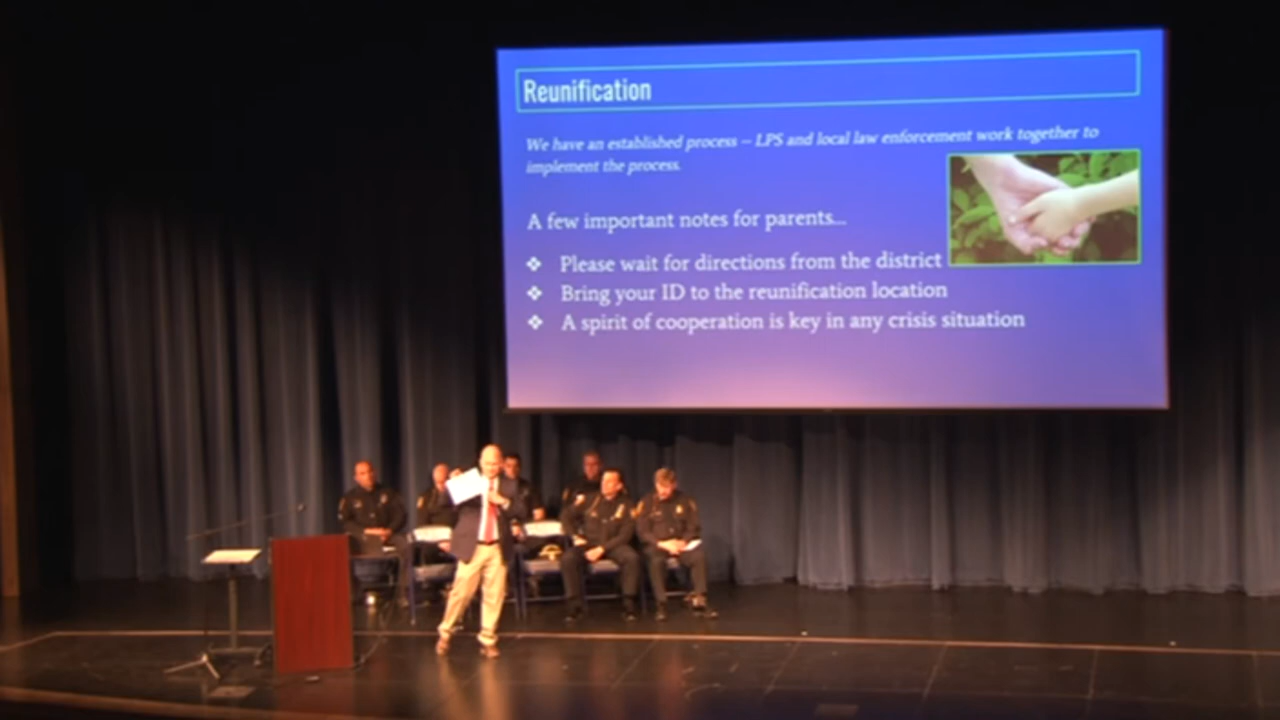 Reunification
We have an established process – LPS and local law enforcement work together to
implement the process.
A few important notes for parents...
❖ Please wait for directions from the district
❖ Bring your ID to the reunification location
❖ A spirit of cooperation is key in any crisis situation